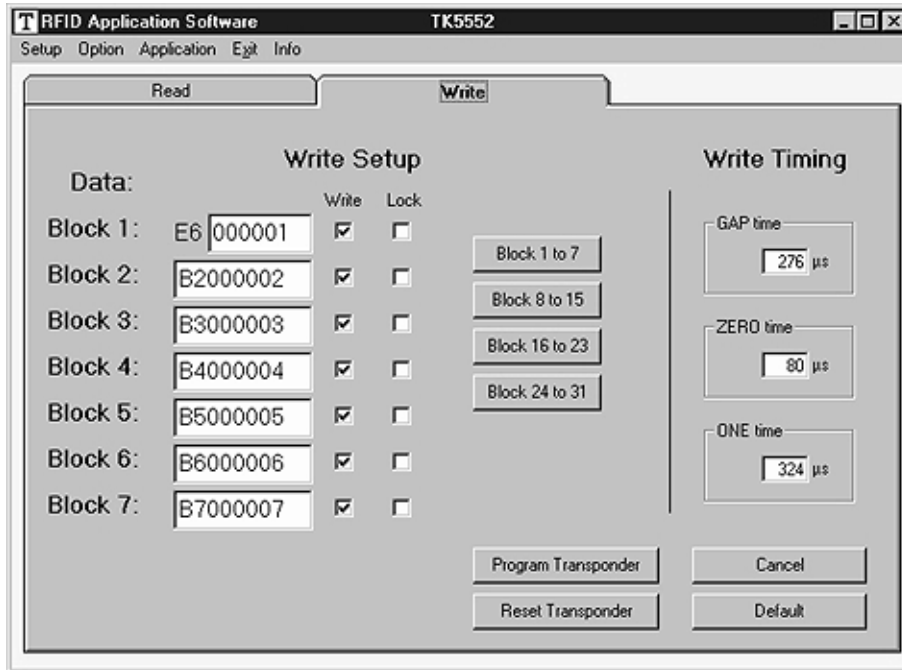 T RFID Application Software TK5552
Setup Option Application Exit Info
Read Write
Write Setup Write Timing
Data:
Write Lock
Block 1: E6 000001
Block 2: B2000002
Block 3: B3000003
Block 4: B4000004
Block 5: B5000005
Block 6: B6000006
Block 7: B7000007
Block 1 to 7
Block 8 to 15
Block 16 to 23
Block 24 to 31
GAP time
276 µs
ZERO time
80 µs
ONE time
324 µs
Program Transponder Cancel
Reset Transponder Default